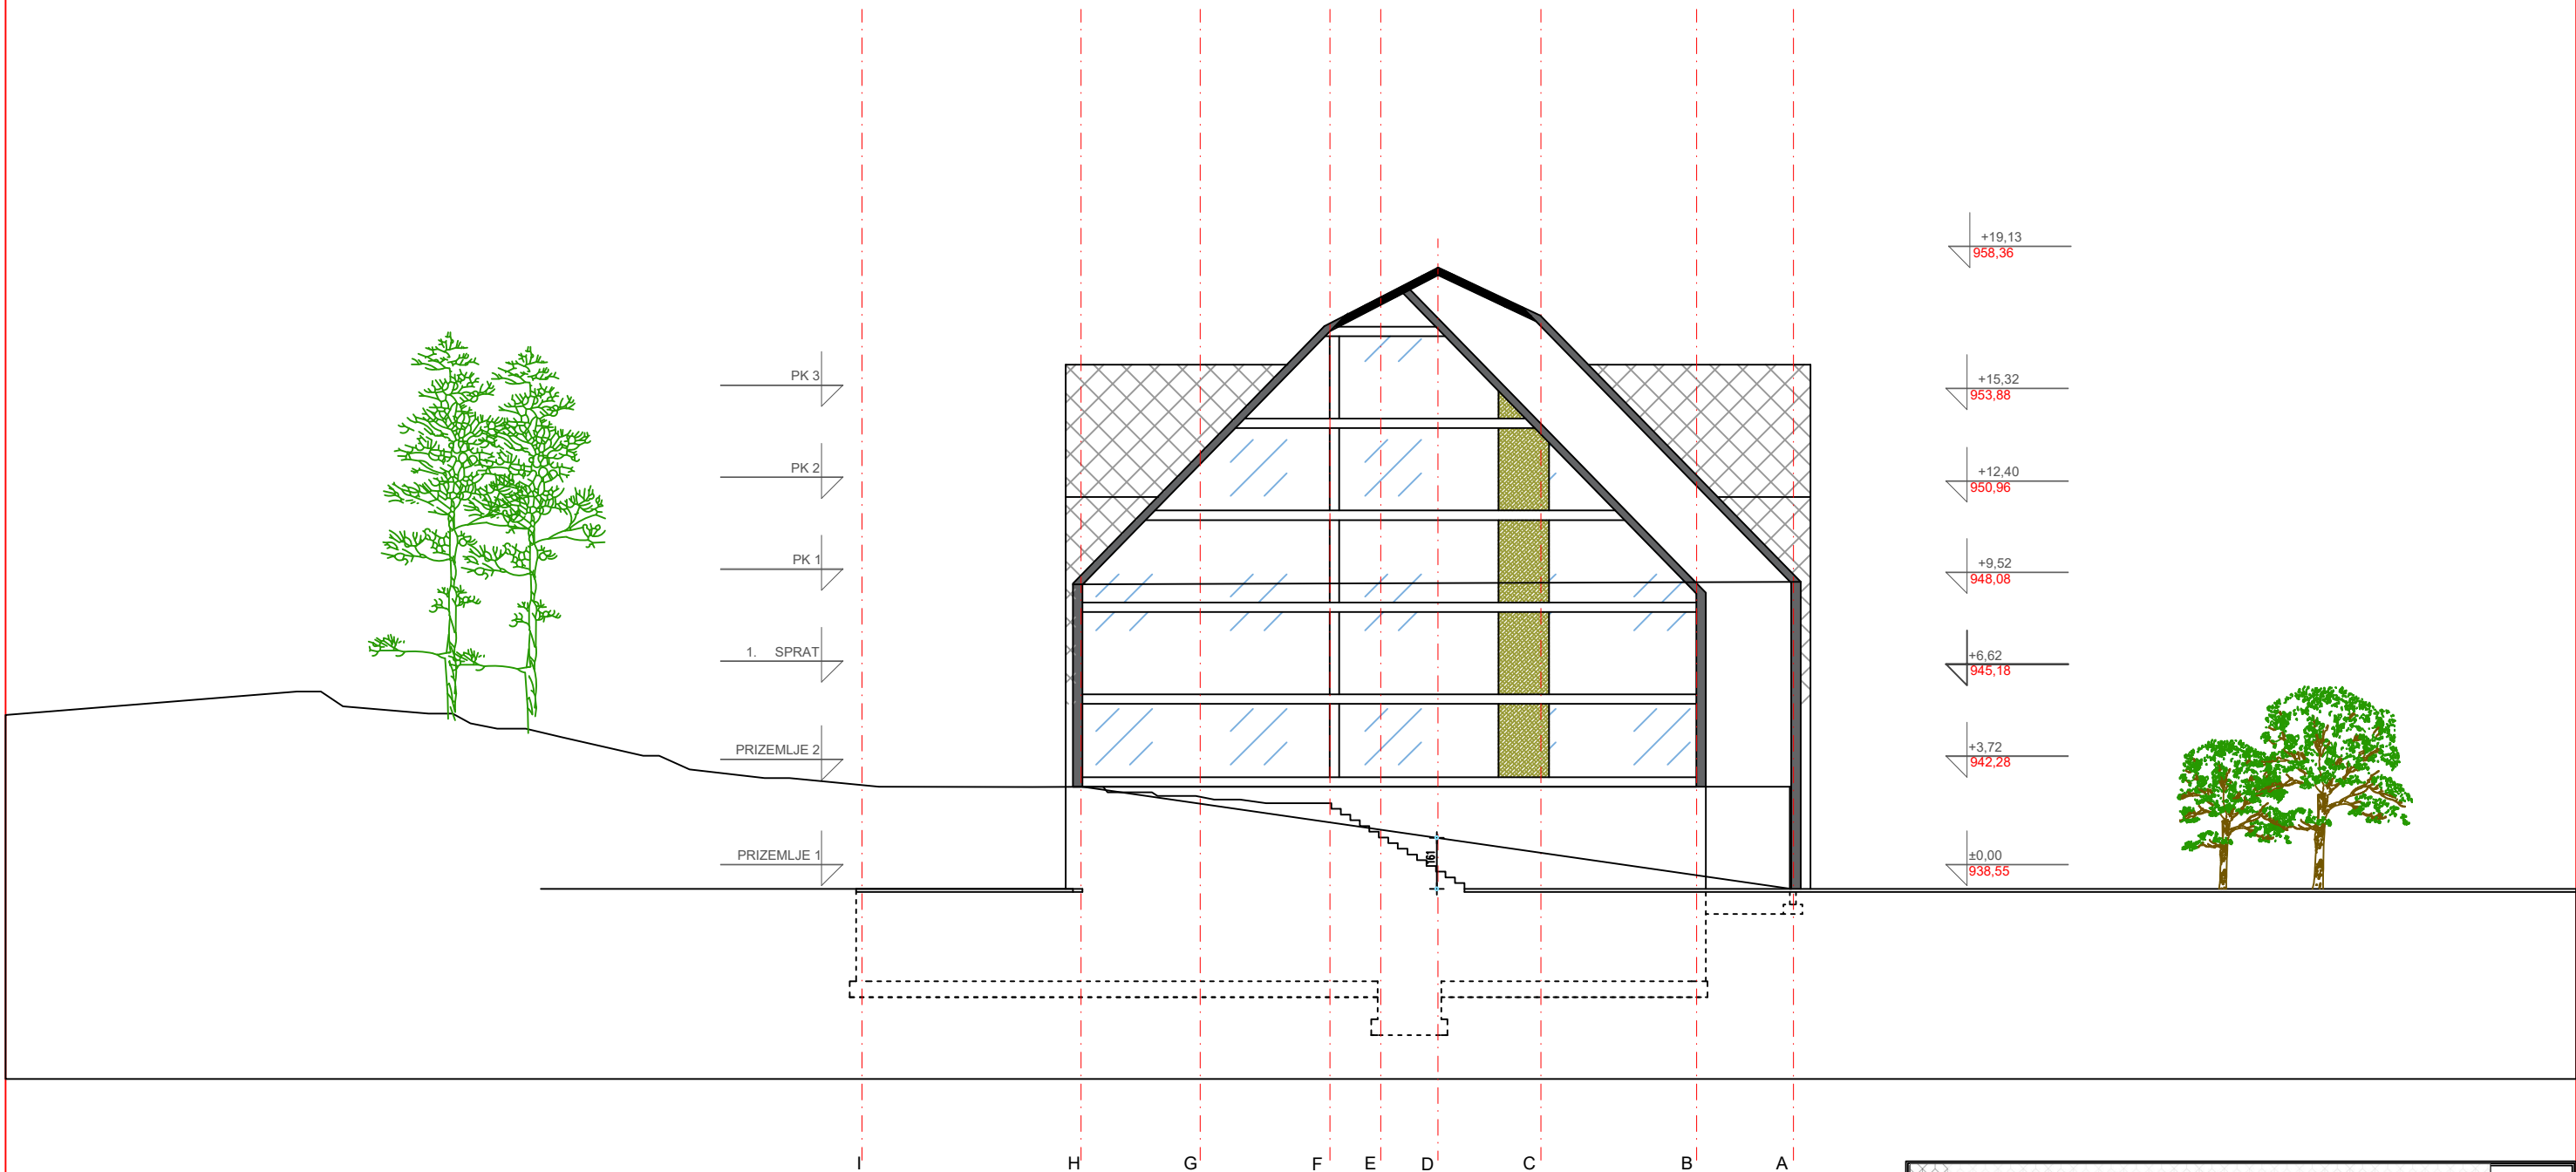 +19,13
958,36
PK 3
+15,32
953,88
PK 2
+12,40
950,96
PK 1
+9,52
948,08
1. SPRAT
+6,62
945,18
PRIZEMLJE 2
+3,72
942,28
PRIZEMLJE 1
±0,00
938,55
161
I H G F E D C B A